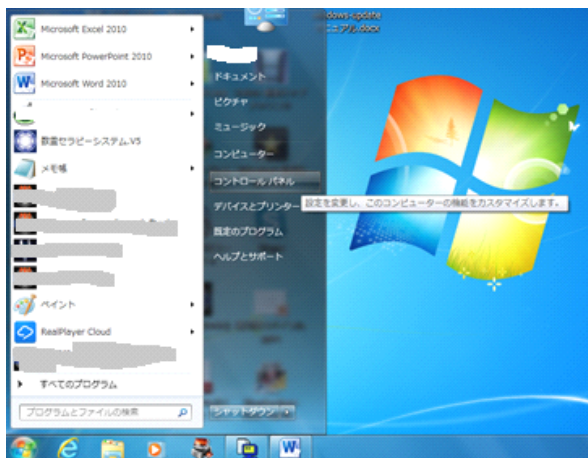 Microsoft Excel 2010
Microsoft PowerPoint 2010
Microsoft Word 2010
数霊セラピーシステム.V5
メモ帳
ペイント
RealPlayer Cloud
すべてのプログラム
プログラムとファイルの検索
ドキュメント
ピクチャ
ミュージック
コンピューター
コントロール パネル
デバイスとプリンター
既定のプログラム
ヘルプとサポート
シャットダウン
設定を変更し、このコンピューターの機能をカスタマイズします。
indows-update
ニュアル.docx